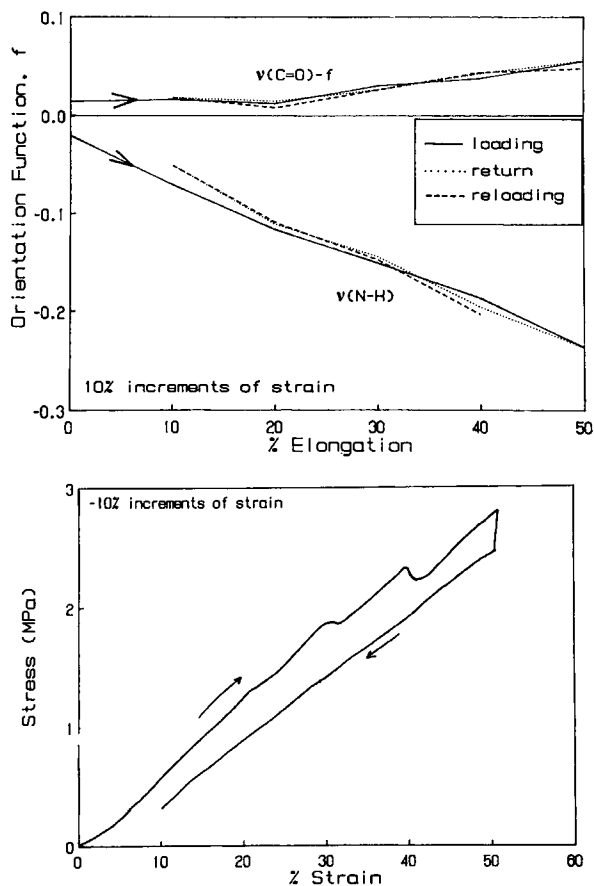 0.1
ν(C=O)-f
0.0
loading
return
reloading
-0.1
ν(N-H)
-0.2
10% increments of strain
-0.3
0 10 20 30 40 50
% Elongation
Orientation Function, f
3
-10% increments of strain
2
1
0
0 10 20 30 40 50 60
% Strain
Stress (MPa)